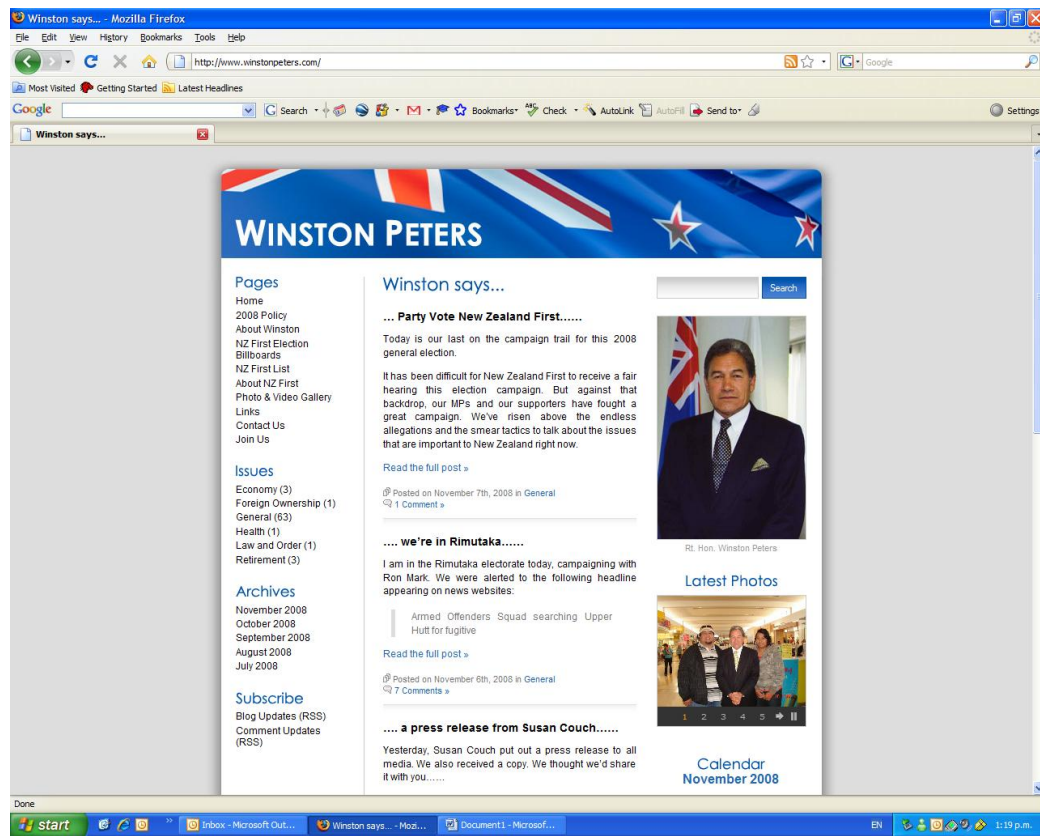 Winston says... - Mozilla Firefox
File Edit View History Bookmarks Tools Help
http://www.winstonpeters.com/
G Google
Most Visited Getting Started Latest Headlines
Google
G Search Bookmarks ABC Check AutoLink AutoFill Send to Settings
Winston says...
WINSTON PETERS
Pages
Home
2008 Policy
About Winston
NZ First Election
Billboards
NZ First List
About NZ First
Photo & Video Gallery
Links
Contact Us
Join Us
Issues
Economy (3)
Foreign Ownership (1)
General (63)
Health (1)
Law and Order (1)
Retirement (3)
Archives
November 2008
October 2008
September 2008
August 2008
July 2008
Subscribe
Blog Updates (RSS)
Comment Updates
(RSS)
Winston says...
... Party Vote New Zealand First......
Today is our last on the campaign trail for this 2008
general election.
It has been difficult for New Zealand First to receive a fair
hearing this election campaign. But against that
backdrop, our MPs and our supporters have fought a
great campaign. We've risen above the endless
allegations and the smear tactics to talk about the issues
that are important to New Zealand right now.
Read the full post »
Posted on November 7th, 2008 in General
1 Comment »
.... we're in Rimutaka......
I am in the Rimutaka electorate today, campaigning with
Ron Mark. We were alerted to the following headline
appearing on news websites:
Armed Offenders Squad searching Upper
Hutt for fugitive
Read the full post »
Posted on November 6th, 2008 in General
7 Comments »
.... a press release from Susan Couch......
Yesterday, Susan Couch put out a press release to all
media. We also received a copy. We thought we'd share
it with you......
Search
Rt. Hon. Winston Peters
Latest Photos
1 2 3 4 5
Calendar
November 2008
Done
start
Inbox - Microsoft Out...
Winston says... - Mozi...
Document1 - Microsof...
EN
1:19 p.m.